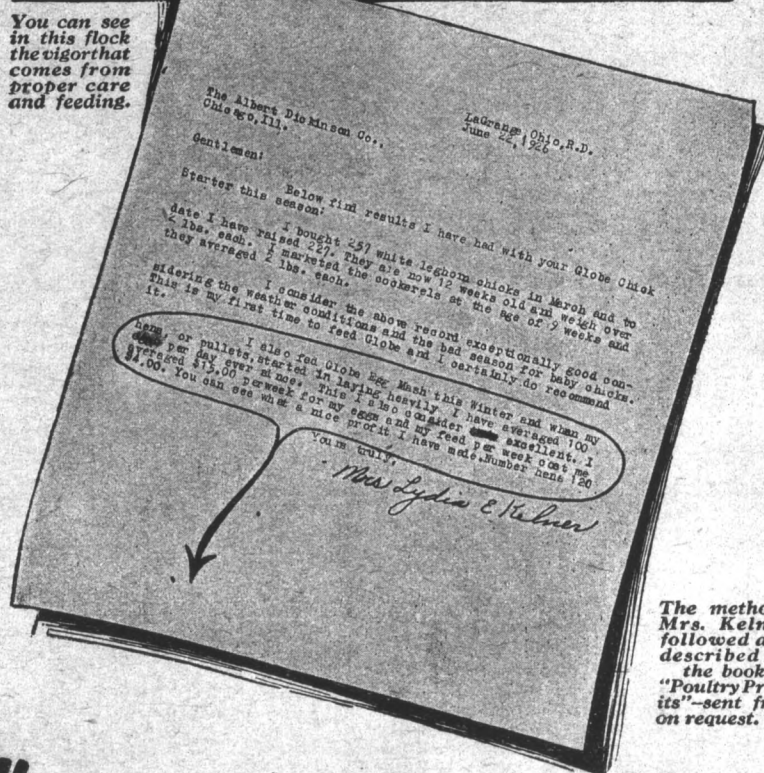 You can see
in this flock
the vigor that
comes from
proper care
and feeding.
The Albert Dickinson Co.,
Chicago, Ill.
LaGrange, Ohio, R.D.
June 22, 1926
Gentlemen:
Below find results I have had with your Globe Chick
Starter this season:
I bought 257 white leghorn chicks in March and to
date I have raised 227. They are now 12 weeks old and weigh over
2 lbs. each. I marketed the cockerels at the age of 9 weeks and
they averaged 2 lbs. each.
I consider the above record exceptionally good con-
sidering the weather conditions and the bad season for baby chicks.
This is my first time to feed Globe and I certainly do recommend
it.
I also fed Globe Egg Mash this Winter and when my
hens, or pullets, started in laying heavily. I have averaged 100
per day ever since. This I also consider excellent. I
averaged $15.00 per week for my eggs and my feed per week cost me
$4.00. You can see what a nice profit I have made. Number hens 120
Yours truly,
Mrs Lydia E. Kelner
The metho
Mrs. Keln
followed a
described
the book
"Poultry Pr
its"—sent fr
on request.